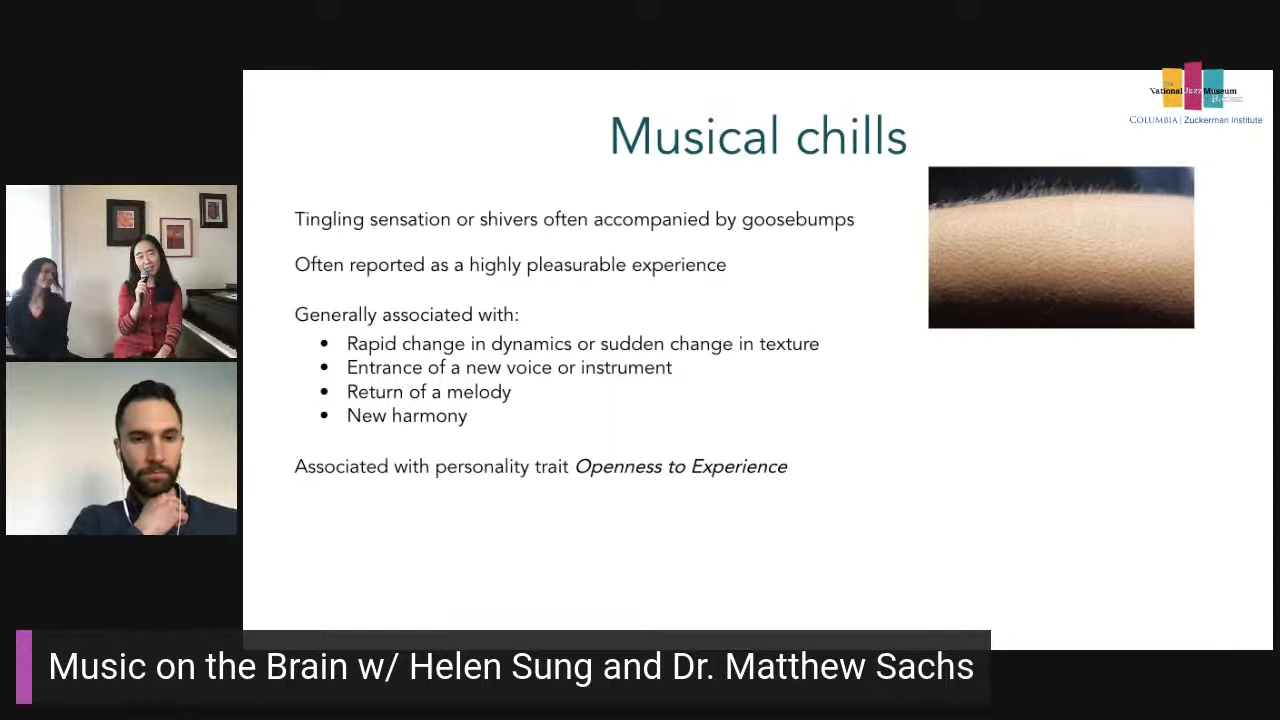 The
National Jazz Museum
in Harlem
COLUMBIA | Zuckerman Institute
Musical chills
Tingling sensation or shivers often accompanied by goosebumps
Often reported as a highly pleasurable experience
Generally associated with:
• Rapid change in dynamics or sudden change in texture
• Entrance of a new voice or instrument
• Return of a melody
• New harmony
Associated with personality trait Openness to Experience
Music on the Brain w/ Helen Sung and Dr. Matthew Sachs